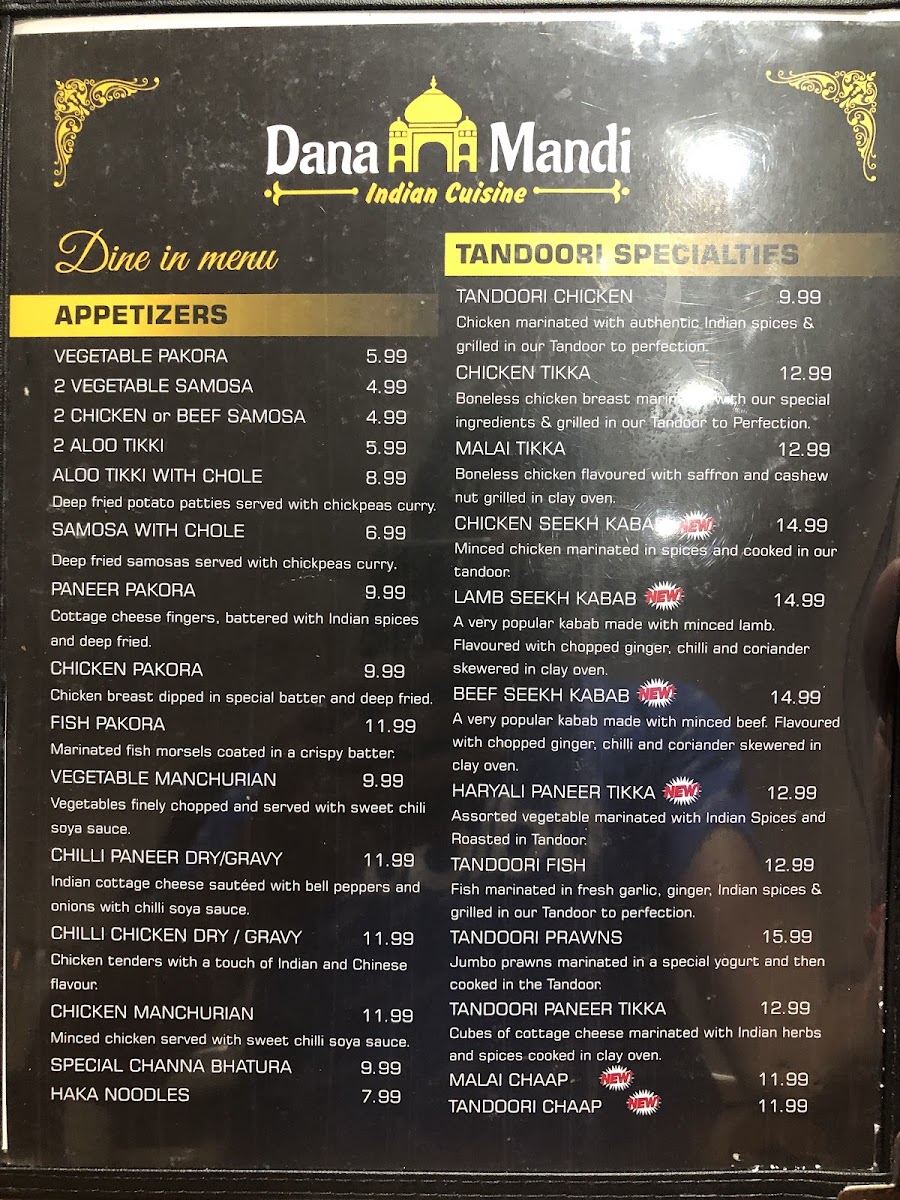 Dana Mandi
Indian Cuisine
Dine in menu
APPETIZERS
VEGETABLE PAKORA 5.99
2 VEGETABLE SAMOSA 4.99
2 CHICKEN or BEEF SAMOSA 4.99
2 ALOO TIKKI 5.99
ALOO TIKKI WITH CHOLE 8.99
Deep fried potato patties served with chickpeas curry.
SAMOSA WITH CHOLE 6.99
Deep fried samosas served with chickpeas curry.
PANEER PAKORA 9.99
Cottage cheese fingers, battered with Indian spices
and deep fried.
CHICKEN PAKORA 9.99
Chicken breast dipped in special batter and deep fried.
FISH PAKORA 11.99
Marinated fish morsels coated in a crispy batter.
VEGETABLE MANCHURIAN 9.99
Vegetables finely chopped and served with sweet chili
soya sauce.
CHILLI PANEER DRY/GRAVY 11.99
Indian cottage cheese sautéed with bell peppers and
onions with chilli soya sauce.
CHILLI CHICKEN DRY / GRAVY 11.99
Chicken tenders with a touch of Indian and Chinese
flavour.
CHICKEN MANCHURIAN 11.99
Minced chicken served with sweet chilli soya sauce.
SPECIAL CHANNA BHATURA 9.99
HAKA NOODLES 7.99
TANDOORI SPECIALTIES
TANDOORI CHICKEN 9.99
Chicken marinated with authentic Indian spices &
grilled in our Tandoor to perfection.
CHICKEN TIKKA 12.99
Boneless chicken breast marinated with our special
ingredients & grilled in our Tandoor to Perfection.
MALAI TIKKA 12.99
Boneless chicken flavoured with saffron and cashew
nut grilled in clay oven.
CHICKEN SEEKH KABAB NEW! 14.99
Minced chicken marinated in spices and cooked in our
tandoor.
LAMB SEEKH KABAB NEW! 14.99
A very popular kabab made with minced lamb.
Flavoured with chopped ginger, chilli and coriander
skewered in clay oven.
BEEF SEEKH KABAB NEW! 14.99
A very popular kabab made with minced beef. Flavoured
with chopped ginger, chilli and coriander skewered in
clay oven.
HARYALI PANEER TIKKA NEW! 12.99
Assorted vegetable marinated with Indian Spices and
Roasted in Tandoor.
TANDOORI FISH 12.99
Fish marinated in fresh garlic, ginger, Indian spices &
grilled in our Tandoor to perfection.
TANDOORI PRAWNS 15.99
Jumbo prawns marinated in a special yogurt and then
cooked in the Tandoor.
TANDOORI PANEER TIKKA 12.99
Cubes of cottage cheese marinated with Indian herbs
and spices cooked in clay oven.
MALAI CHAAP NEW! 11.99
TANDOORI CHAAP NEW! 11.99